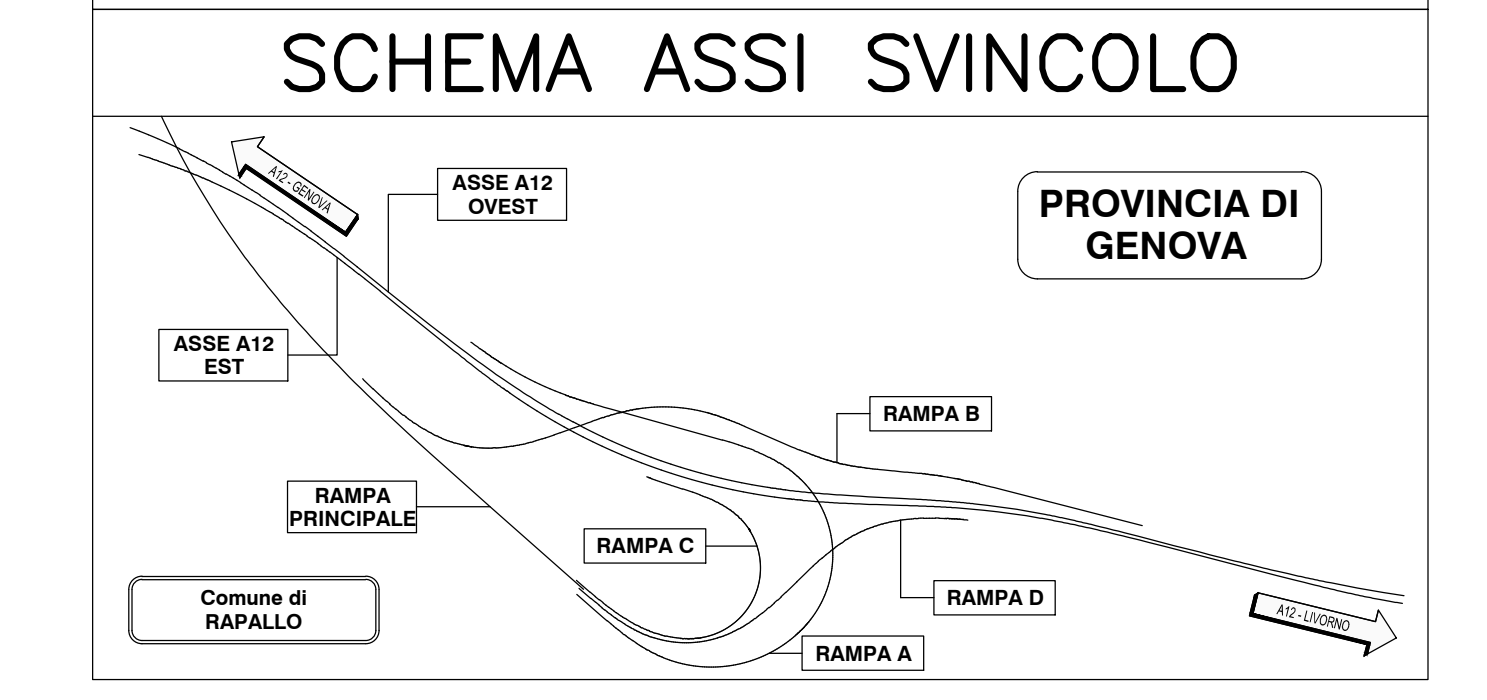 SCHEMA ASSI SVINCOLO
A12 - GENOVA
ASSE A12
OVEST
PROVINCIA DI
GENOVA
ASSE A12
EST
RAMPA B
RAMPA
PRINCIPALE
RAMPA C
Comune di
RAPALLO
RAMPA D
A12 - LIVORNO
RAMPA A